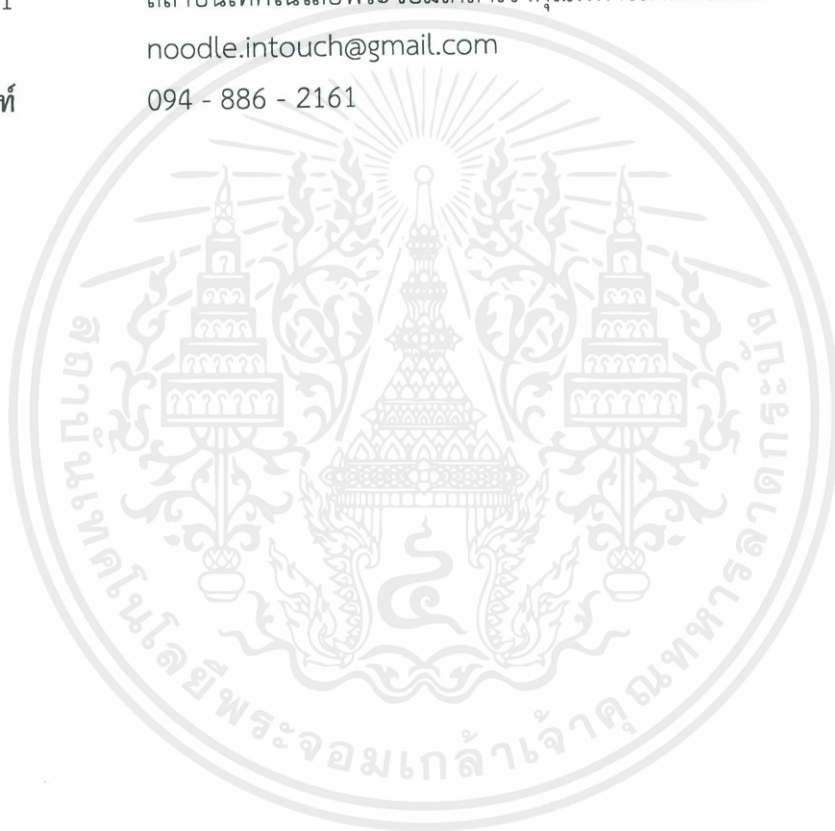 noodle.intouch@gmail.com
094 - 886 - 2161
สถาบันเทคโนโลยีพระจอมเกล้าเจ้าคุณทหารลาดกระบัง